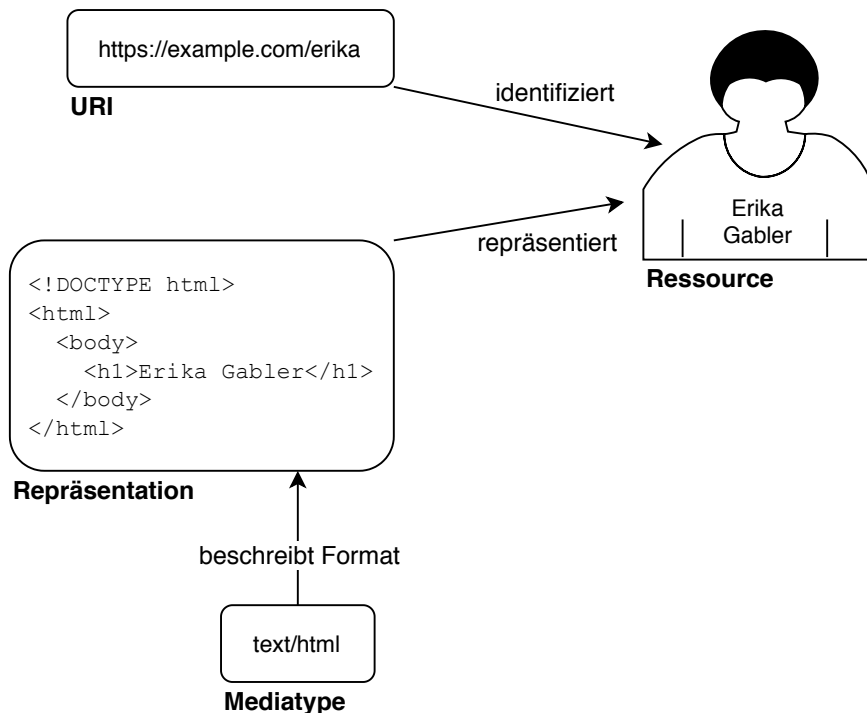 https://example.com/erika
URI
identifiziert
Erika
Gabler
repräsentiert
Ressource
<!DOCTYPE html>
<html>
  <body>
    <h1>Erika Gabler</h1>
  </body>
</html>
Repräsentation
beschreibt Format
text/html
Mediatype